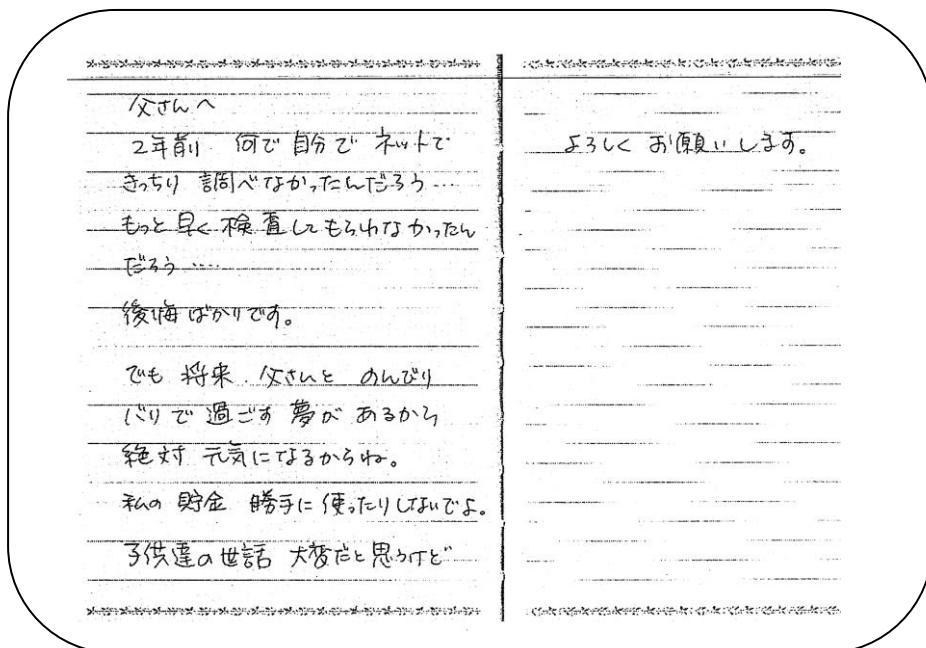 父さんへ
2年前 何で自分で ネットで
きっちり 調べなかったんだろう…
もっと早く検査してもらわなかったん
だろう ……
後悔ばかりです。
でも 将来 父さんと のんびり
バリで 過ごす 夢が あるから
絶対 元気になるからね。
私の 貯金 勝手に使ったりしないでよ。
子供達の世話 大変だと思うけど
よろしく お願いします。